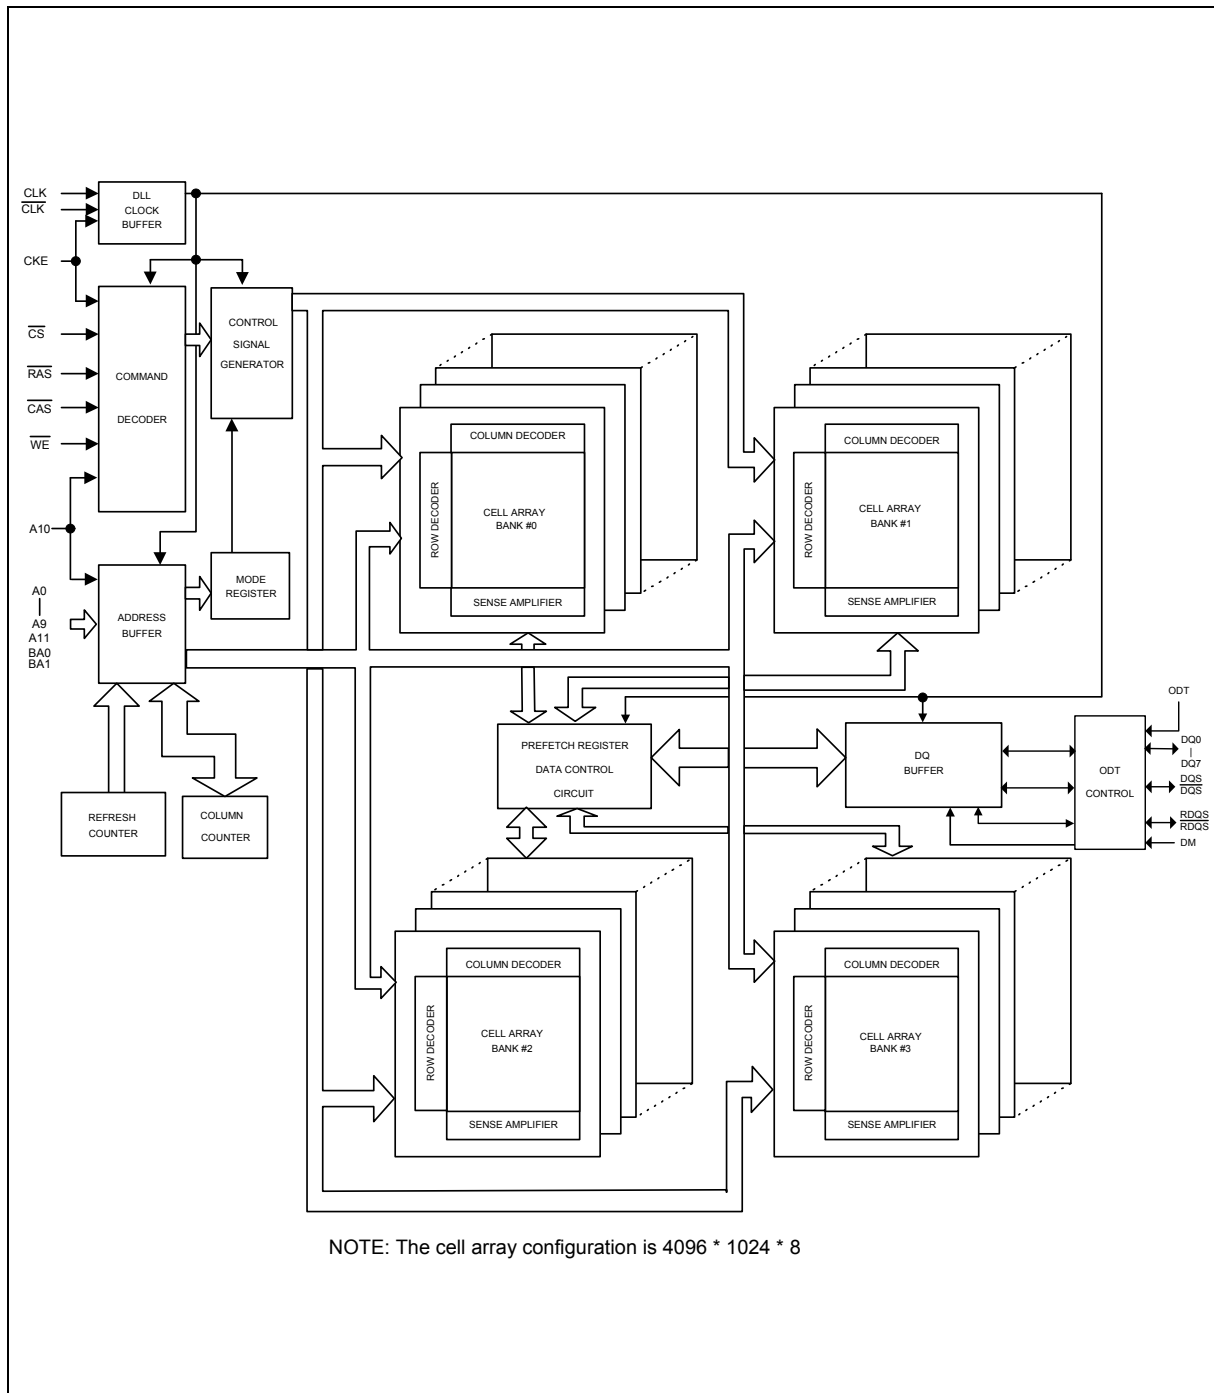 CLK
CLK
CKE
CS
RAS
CAS
WE
A10
A0
A9
A11
BA0
BA1
DLL
CLOCK
BUFFER
COMMAND
DECODER
CONTROL
SIGNAL
GENERATOR
ADDRESS
BUFFER
MODE
REGISTER
REFRESH
COUNTER
COLUMN
COUNTER
COLUMN DECODER
ROW DECODER
CELL ARRAY
BANK #0
SENSE AMPLIFIER
COLUMN DECODER
ROW DECODER
CELL ARRAY
BANK #1
SENSE AMPLIFIER
PREFETCH REGISTER
DATA CONTROL
CIRCUIT
DQ
BUFFER
ODT
CONTROL
ODT
DQ0
|
DQ7
DQS
DQS
RDQS
RDQS
DM
COLUMN DECODER
ROW DECODER
CELL ARRAY
BANK #2
SENSE AMPLIFIER
COLUMN DECODER
ROW DECODER
CELL ARRAY
BANK #3
SENSE AMPLIFIER
NOTE: The cell array configuration is 4096 * 1024 * 8